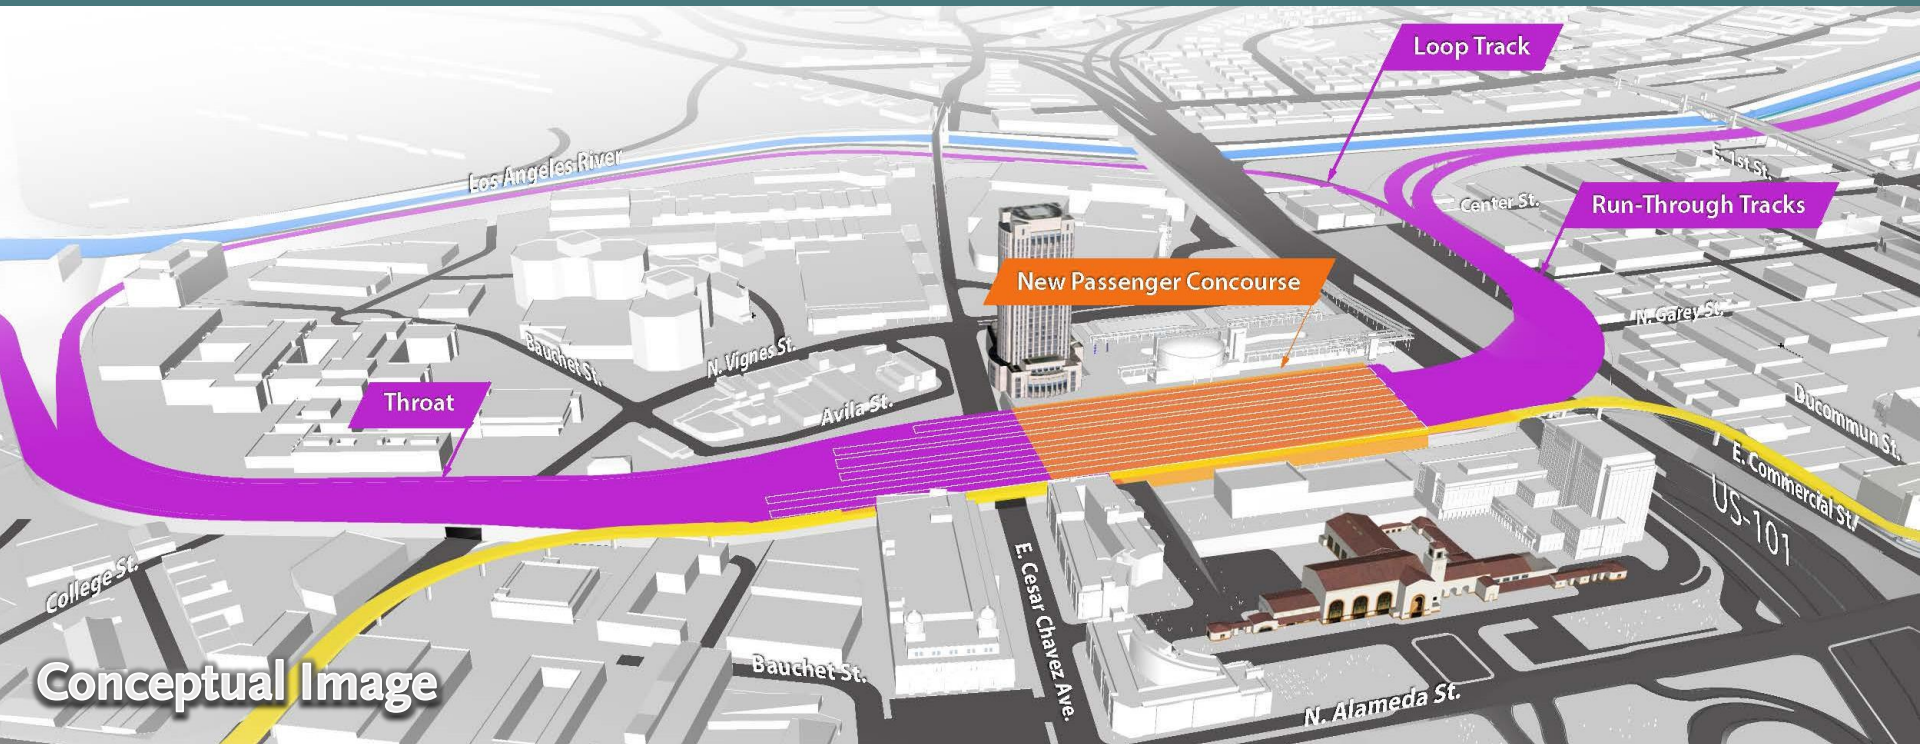 Loop Track
Los Angeles River
E. 1st St.
Center St.
Run-Through Tracks
New Passenger Concourse
N. Garey St.
Bauchet St.
N. Vignes St.
Throat
Avila St.
Ducommun St.
E. Commercial St.
US-101
College St.
E. Cesar Chavez Ave.
Bauchet St.
N. Alameda St.
Conceptual Image